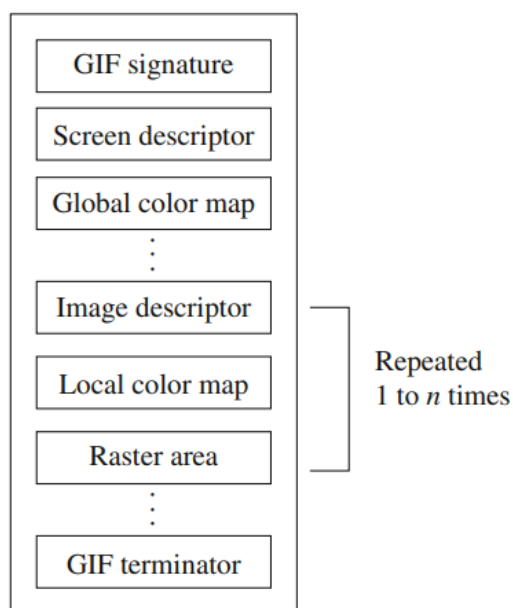 GIF signature
Screen descriptor
Global color map
Image descriptor
Local color map
Raster area
GIF terminator
Repeated
1 to n times